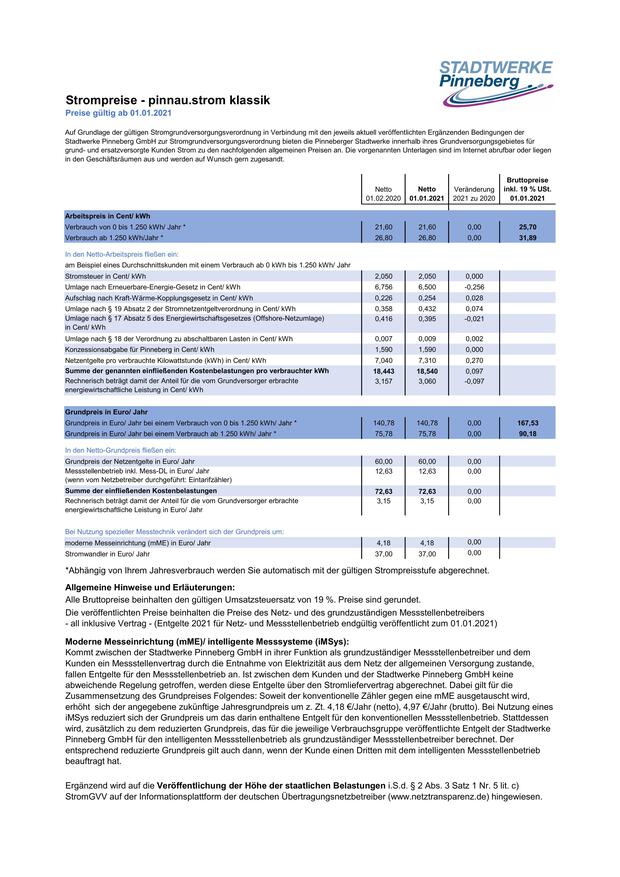 STADTWERKE
Pinneberg
Strompreise - pinnau.strom klassik
Preise gültig ab 01.01.2021
Auf Grundlage der gültigen Stromgrundversorgungsverordnung in Verbindung mit den jeweils aktuell veröffentlichten Ergänzenden Bedingungen der
Stadtwerke Pinneberg GmbH zur Stromgrundversorgungsverordnung bieten die Pinneberger Stadtwerke innerhalb ihres Grundversorgungsgebietes für
grund- und ersatzversorgte Kunden Strom zu den nachfolgenden allgemeinen Preisen an. Die vorgenannten Unterlagen sind im Internet abrufbar oder liegen
in den Geschäftsräumen aus und werden auf Wunsch gern zugesandt.
Netto 01.02.2020 Netto 01.01.2021 Veränderung 2021 zu 2020 Bruttopreise inkl. 19 % USt. 01.01.2021
Arbeitspreis in Cent/ kWh
Verbrauch von 0 bis 1.250 kWh/ Jahr * 21,60 21,60 0,00 25,70
Verbrauch ab 1.250 kWh/Jahr * 26,80 26,80 0,00 31,89
In den Netto-Arbeitspreis fließen ein:
am Beispiel eines Durchschnittskunden mit einem Verbrauch ab 0 kWh bis 1.250 kWh/ Jahr
Stromsteuer in Cent/ kWh 2,050 2,050 0,000
Umlage nach Erneuerbare-Energie-Gesetz in Cent/ kWh 6,756 6,500 -0,256
Aufschlag nach Kraft-Wärme-Kopplungsgesetz in Cent/ kWh 0,226 0,254 0,028
Umlage nach § 19 Absatz 2 der Stromnetzentgeltverordnung in Cent/ kWh 0,358 0,432 0,074
Umlage nach § 17 Absatz 5 des Energiewirtschaftsgesetzes (Offshore-Netzumlage) 0,416 0,395 -0,021
in Cent/ kWh
Umlage nach § 18 der Verordnung zu abschaltbaren Lasten in Cent/ kWh 0,007 0,009 0,002
Konzessionsabgabe für Pinneberg in Cent/ kWh 1,590 1,590 0,000
Netzentgelte pro verbrauchte Kilowattstunde (kWh) in Cent/ kWh 7,040 7,310 0,270
Summe der genannten einfließenden Kostenbelastungen pro verbrauchter kWh 18,443 18,540 0,097
Rechnerisch beträgt damit der Anteil für die vom Grundversorger erbrachte 3,157 3,060 -0,097
energiewirtschaftliche Leistung in Cent/ kWh
Grundpreis in Euro/ Jahr
Grundpreis in Euro/ Jahr bei einem Verbrauch von 0 bis 1.250 kWh/ Jahr * 140,78 140,78 0,00 167,53
Grundpreis in Euro/ Jahr bei einem Verbrauch ab 1.250 kWh/ Jahr * 75,78 75,78 0,00 90,18
In den Netto-Grundpreis fließen ein:
Grundpreis der Netzentgelte in Euro/ Jahr 60,00 60,00 0,00
Messstellenbetrieb inkl. Mess-DL in Euro/ Jahr 12,63 12,63 0,00
(wenn vom Netzbetreiber durchgeführt: Eintarifzähler)
Summe der einfließenden Kostenbelastungen 72,63 72,63 0,00
Rechnerisch beträgt damit der Anteil für die vom Grundversorger erbrachte 3,15 3,15 0,00
energiewirtschaftliche Leistung in Euro/ Jahr
Bei Nutzung spezieller Messtechnik verändert sich der Grundpreis um:
moderne Messeinrichtung (mME) in Euro/ Jahr 4,18 4,18 0,00
Stromwandler in Euro/ Jahr 37,00 37,00 0,00
*Abhängig von Ihrem Jahresverbrauch werden Sie automatisch mit der gültigen Strompreisstufe abgerechnet.
Allgemeine Hinweise und Erläuterungen:
Alle Bruttopreise beinhalten den gültigen Umsatzsteuersatz von 19 %. Preise sind gerundet.
Die veröffentlichten Preise beinhalten die Preise des Netz- und des grundzuständigen Messstellenbetreibers
- all inklusive Vertrag - (Entgelte 2021 für Netz- und Messstellenbetrieb endgültig veröffentlicht zum 01.01.2021)
Moderne Messeinrichtung (mME)/ intelligente Messsysteme (iMSys):
Kommt zwischen der Stadtwerke Pinneberg GmbH in ihrer Funktion als grundzuständiger Messstellenbetreiber und dem
Kunden ein Messstellenvertrag durch die Entnahme von Elektrizität aus dem Netz der allgemeinen Versorgung zustande,
fallen Entgelte für den Messstellenbetrieb an. Ist zwischen dem Kunden und der Stadtwerke Pinneberg GmbH keine
abweichende Regelung getroffen, werden diese Entgelte über den Stromliefervertrag abgerechnet. Dabei gilt für die
Zusammensetzung des Grundpreises Folgendes: Soweit der konventionelle Zähler gegen eine mME ausgetauscht wird,
erhöht sich der angegebene zukünftige Jahresgrundpreis um z. Zt. 4,18 €/Jahr (netto), 4,97 €/Jahr (brutto). Bei Nutzung eines
iMSys reduziert sich der Grundpreis um das darin enthaltene Entgelt für den konventionellen Messstellenbetrieb. Stattdessen
wird, zusätzlich zu dem reduzierten Grundpreis, das für die jeweilige Verbrauchsgruppe veröffentlichte Entgelt der Stadtwerke
Pinneberg GmbH für den intelligenten Messstellenbetrieb als grundzuständiger Messstellenbetreiber berechnet. Der
entsprechend reduzierte Grundpreis gilt auch dann, wenn der Kunde einen Dritten mit dem intelligenten Messstellenbetrieb
beauftragt hat.
Ergänzend wird auf die Veröffentlichung der Höhe der staatlichen Belastungen i.S.d. § 2 Abs. 3 Satz 1 Nr. 5 lit. c)
StromGVV auf der Informationsplattform der deutschen Übertragungsnetzbetreiber (www.netztransparenz.de) hingewiesen.